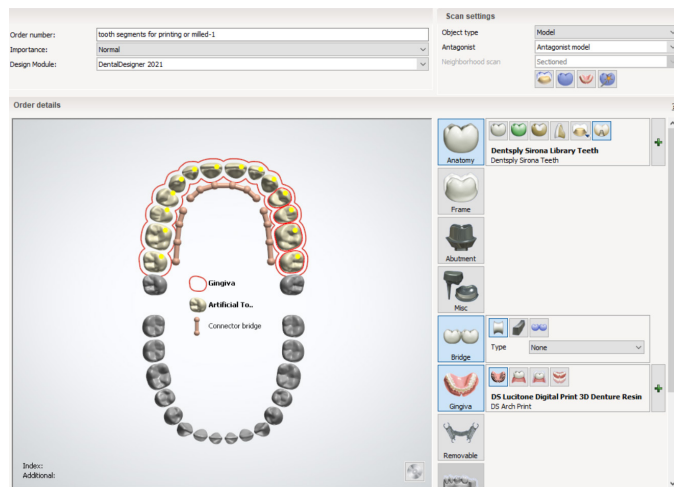 Scan settings
Order number:
tooth segments for printing or milled-1
Importance:
Normal
Design Module:
DentalDesigner 2021
Object type
Model
Antagonist
Antagonist model
Neighborhood scan
Sectioned
Order details
?
Gingiva
Artificial To..
Connector bridge
Index:
Additional:
Anatomy
Dentsply Sirona Library Teeth
Dentsply Sirona Teeth
Frame
Abutment
Misc
Bridge
Type
None
Gingiva
DS Lucitone Digital Print 3D Denture Resin
DS Arch Print
Removable